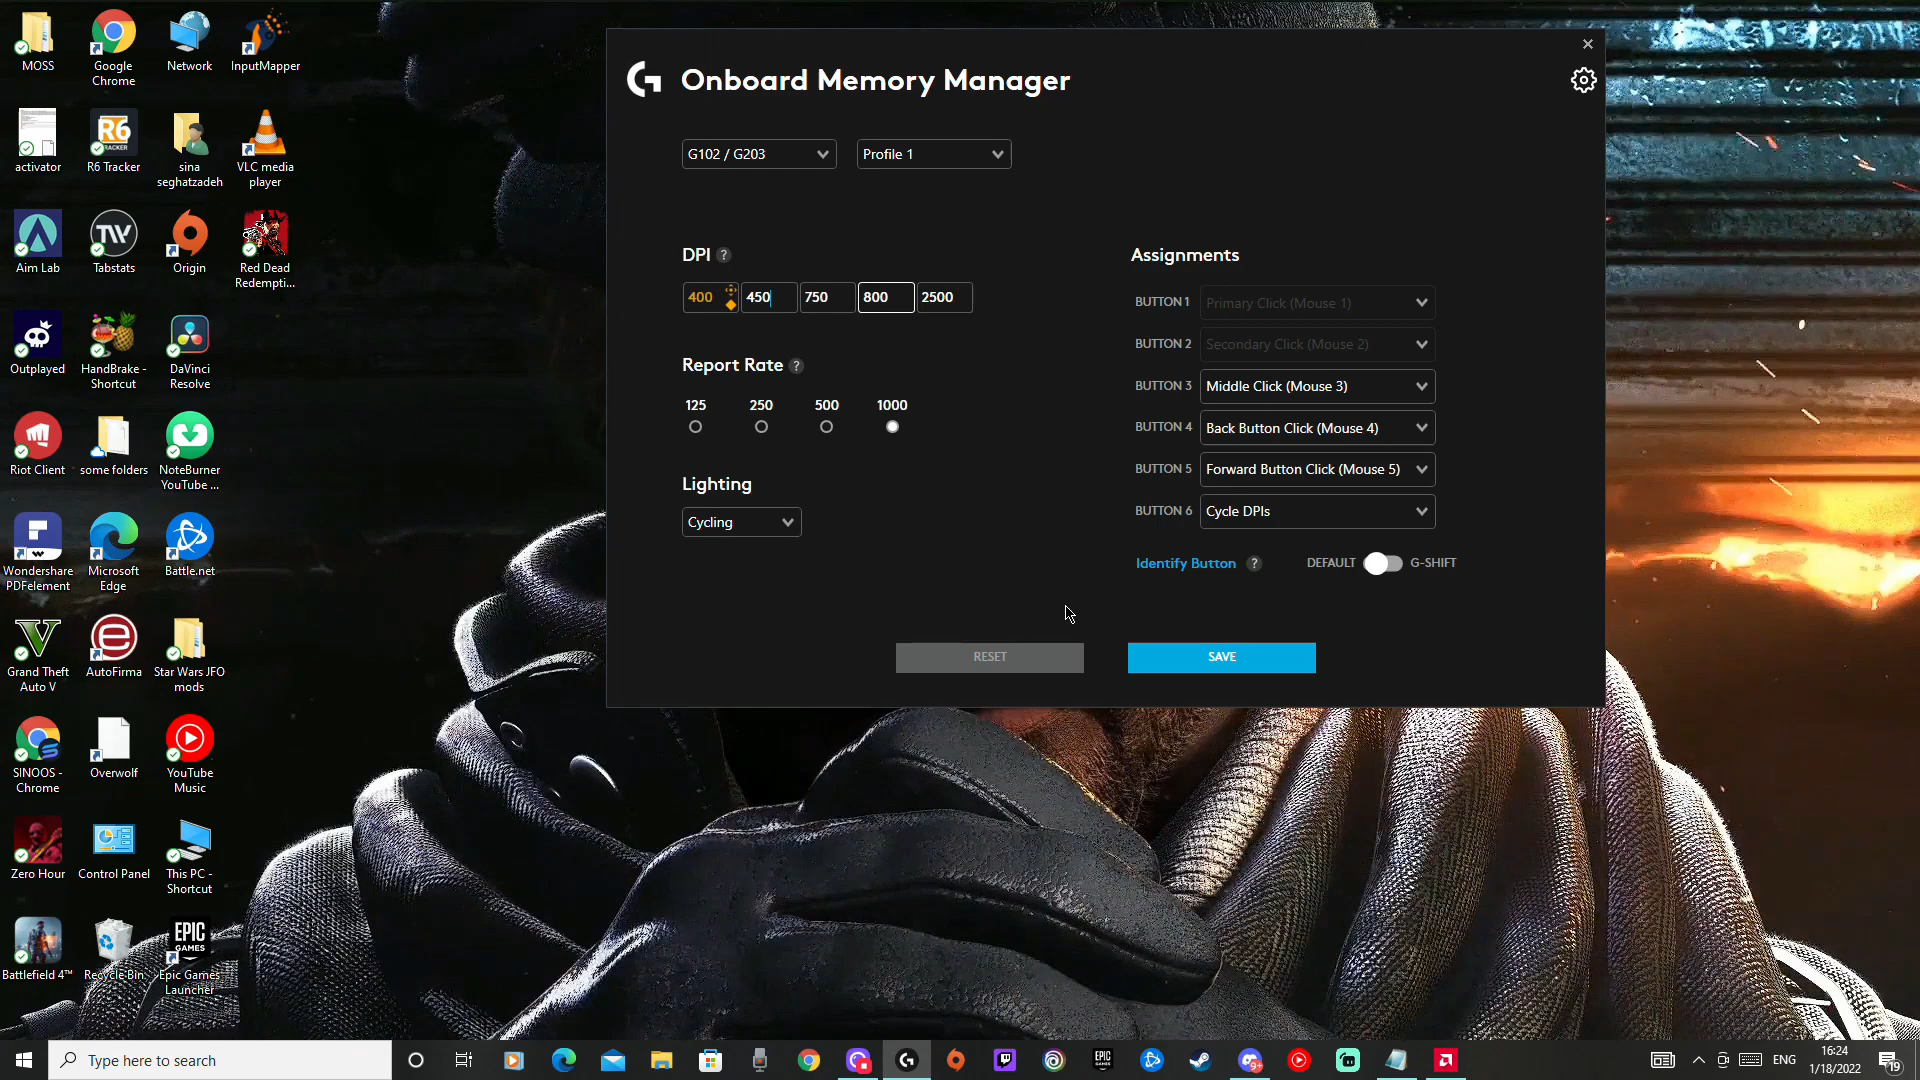 MOSS
Google
Chrome
Network
InputMapper
activator
R6
TRACKER
R6 Tracker
sina
seghatzadeh
VLC media
player
Aim Lab
Tabstats
Origin
Red Dead
Redempti...
Outplayed
HandBrake -
Shortcut
DaVinci
Resolve
Riot Client
some folders
NoteBurner
YouTube ...
Wondershare
PDFelement
Microsoft
Edge
Battle.net
Grand Theft
Auto V
AutoFirma
Star Wars JFO
mods
SINOOS -
Chrome
Overwolf
YouTube
Music
Zero Hour
Control Panel
This PC -
Shortcut
Battlefield 4™
Recycle Bin
EPIC
GAMES
Epic Games
Launcher
Onboard Memory Manager
G102 / G203
Profile 1
DPI ?
400 450 750 800 2500
Report Rate ?
125 250 500 1000
Lighting
Cycling
Assignments
BUTTON 1 Primary Click (Mouse 1)
BUTTON 2 Secondary Click (Mouse 2)
BUTTON 3 Middle Click (Mouse 3)
BUTTON 4 Back Button Click (Mouse 4)
BUTTON 5 Forward Button Click (Mouse 5)
BUTTON 6 Cycle DPIs
Identify Button ? DEFAULT G-SHIFT
RESET
SAVE
Type here to search
EPIC
9+
ENG
16:24
1/18/2022
19